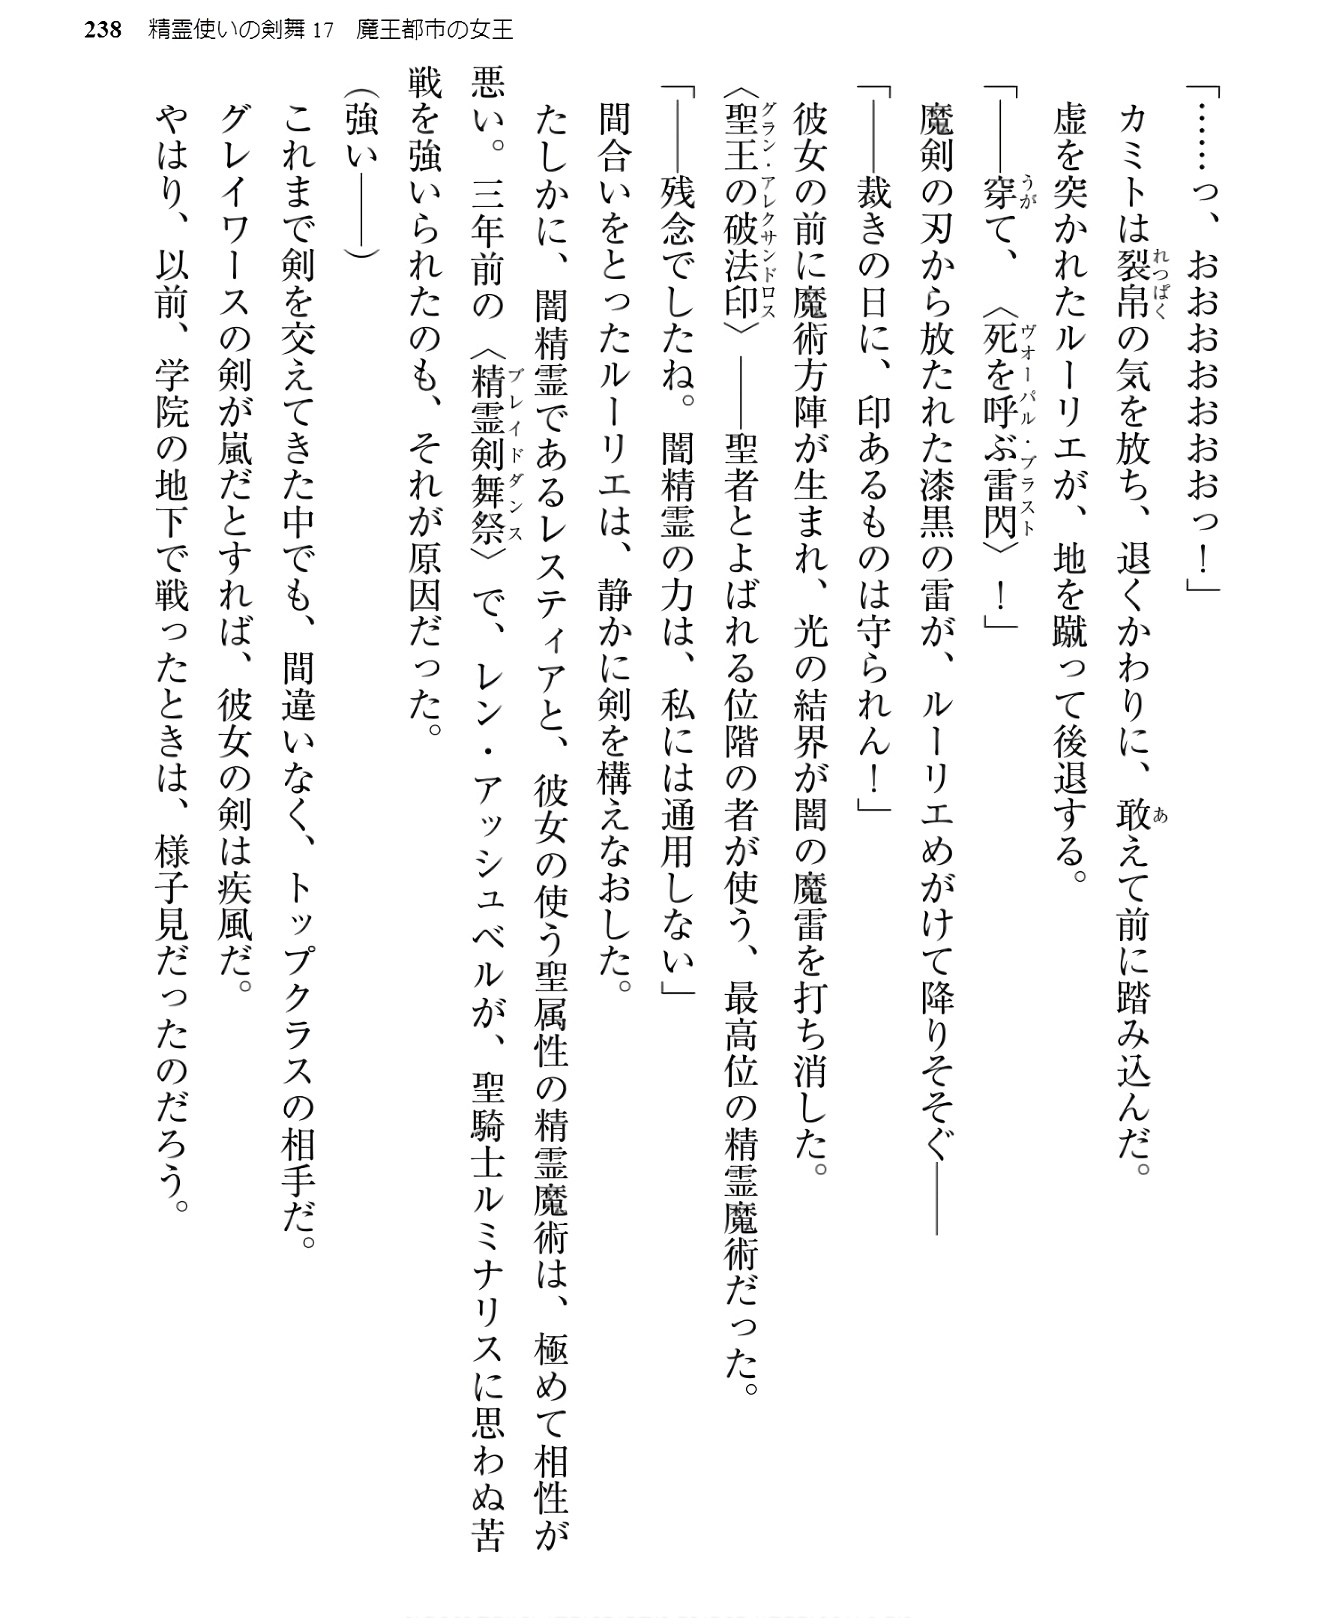 238 精霊使いの剣舞17 魔王都市の女王
「……っ、おおおおおおおっ！」
カミトは裂帛の気を放ち、退くかわりに、敢えて前に踏み込んだ。
虚を突かれたルーリエが、地を蹴って後退する。
「――穿て、〈死を呼ぶ雷閃〉！」
魔剣の刃から放たれた漆黒の雷が、ルーリエめがけて降りそそぐ――
「――裁きの日に、印あるものは守られん！」
彼女の前に魔術方陣が生まれ、光の結界が闇の魔雷を打ち消した。
〈聖王の破法印〉――聖者とよばれる位階の者が使う、最高位の精霊魔術だった。
「――残念でしたね。闇精霊の力は、私には通用しない」
間合いをとったルーリエは、静かに剣を構えなおした。
たしかに、闇精霊であるレスティアと、彼女の使う聖属性の精霊魔術は、極めて相性が
悪い。三年前の〈精霊剣舞祭〉で、レン・アッシュベルが、聖騎士ルミナリスに思わぬ苦
戦を強いられたのも、それが原因だった。
（強い――）
これまで剣を交えてきた中でも、間違いなく、トップクラスの相手だ。
グレイワースの剣が嵐だとすれば、彼女の剣は疾風だ。
やはり、以前、学院の地下で戦ったときは、様子見だったのだろう。
れつぱく
あ
うが
ヴォーパル・ブラスト
グラン・アレクサンドロス
ブレイドダンス